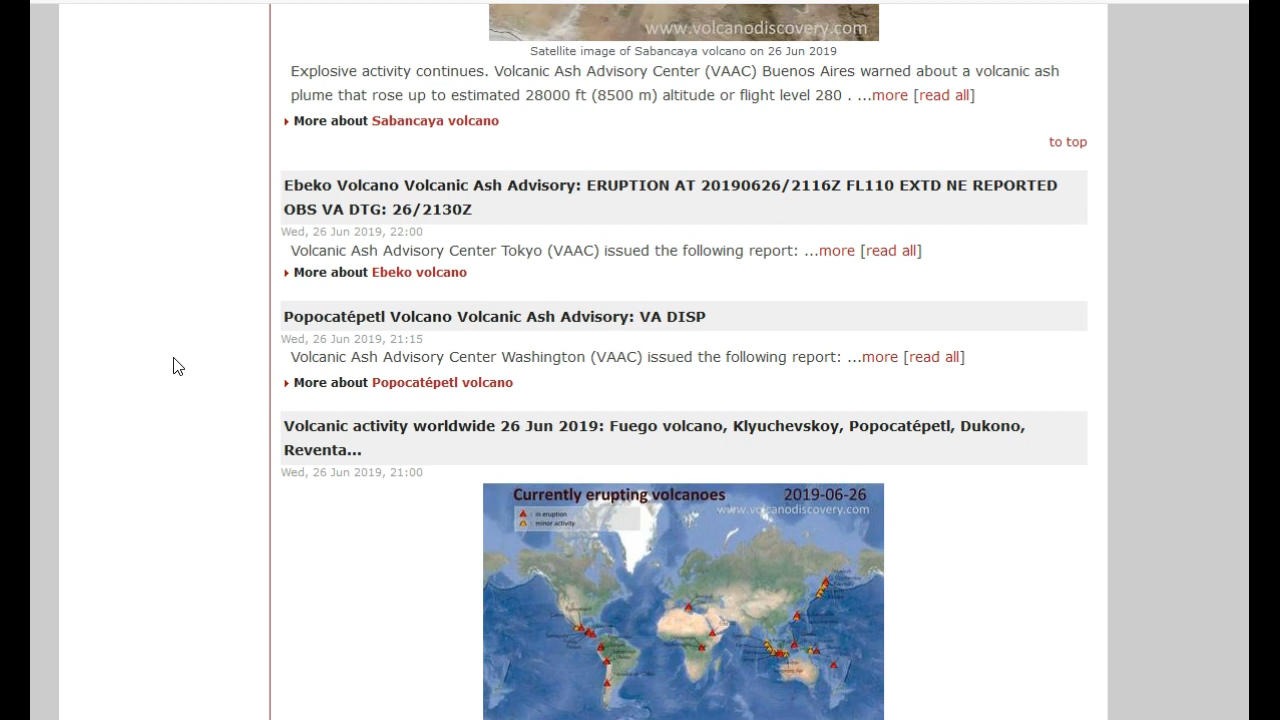 www.volcanodiscovery.com
Satellite image of Sabancaya volcano on 26 Jun 2019
Explosive activity continues. Volcanic Ash Advisory Center (VAAC) Buenos Aires warned about a volcanic ash
plume that rose up to estimated 28000 ft (8500 m) altitude or flight level 280 . ...more [read all]
More about Sabancaya volcano
to top
Ebeko Volcano Volcanic Ash Advisory: ERUPTION AT 20190626/2116Z FL110 EXTD NE REPORTED
OBS VA DTG: 26/2130Z
Wed, 26 Jun 2019, 22:00
Volcanic Ash Advisory Center Tokyo (VAAC) issued the following report: ...more [read all]
More about Ebeko volcano
Popocatépetl Volcano Volcanic Ash Advisory: VA DISP
Wed, 26 Jun 2019, 21:15
Volcanic Ash Advisory Center Washington (VAAC) issued the following report: ...more [read all]
More about Popocatépetl volcano
Volcanic activity worldwide 26 Jun 2019: Fuego volcano, Klyuchevskoy, Popocatépetl, Dukono,
Reventa...
Wed, 26 Jun 2019, 21:00
Currently erupting volcanoes 2019-06-26
www.volcanodiscovery.com
: in eruption
: minor activity